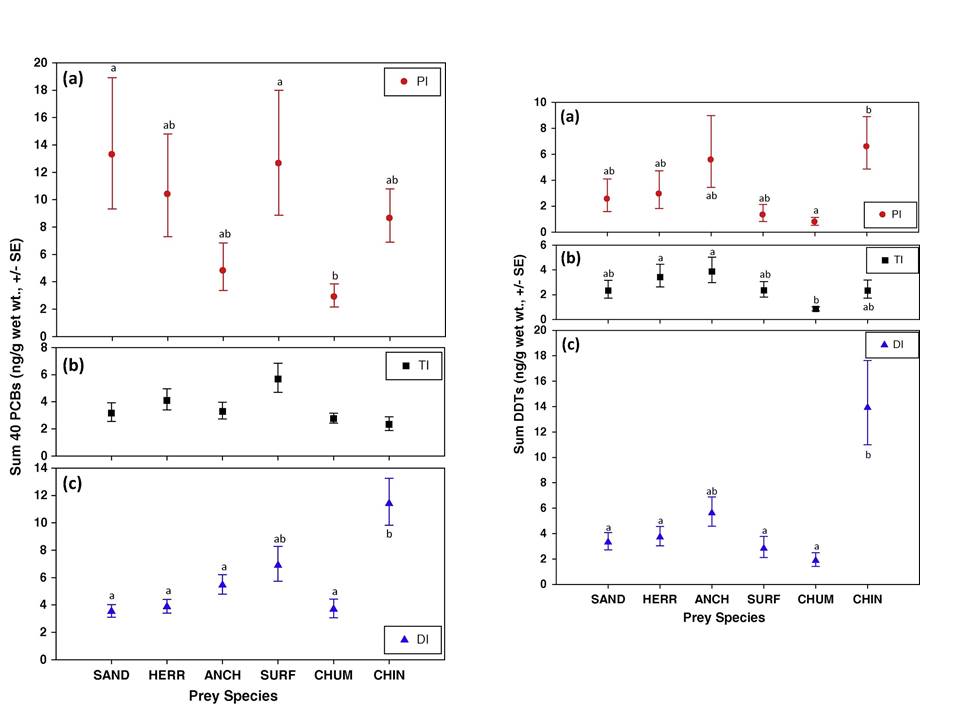 Sum 40 PCBs (ng/g wet wt., +/- SE)
(a)
PI
20
18
16
14
12
10
8
6
4
2
0
a
ab
ab
a
b
ab
(b)
TI
8
6
4
2
0
(c)
DI
14
12
10
8
6
4
2
0
a
a
a
ab
a
b
SAND HERR ANCH SURF CHUM CHIN
Prey Species
Sum DDTs (ng/g wet wt., +/- SE)
(a)
PI
10
8
6
4
2
0
ab
ab
ab
ab
a
b
(b)
TI
6
4
2
0
ab
a
a
ab
b
ab
(c)
DI
20
18
16
14
12
10
8
6
4
2
0
a
a
ab
a
a
b
SAND HERR ANCH SURF CHUM CHIN
Prey Species